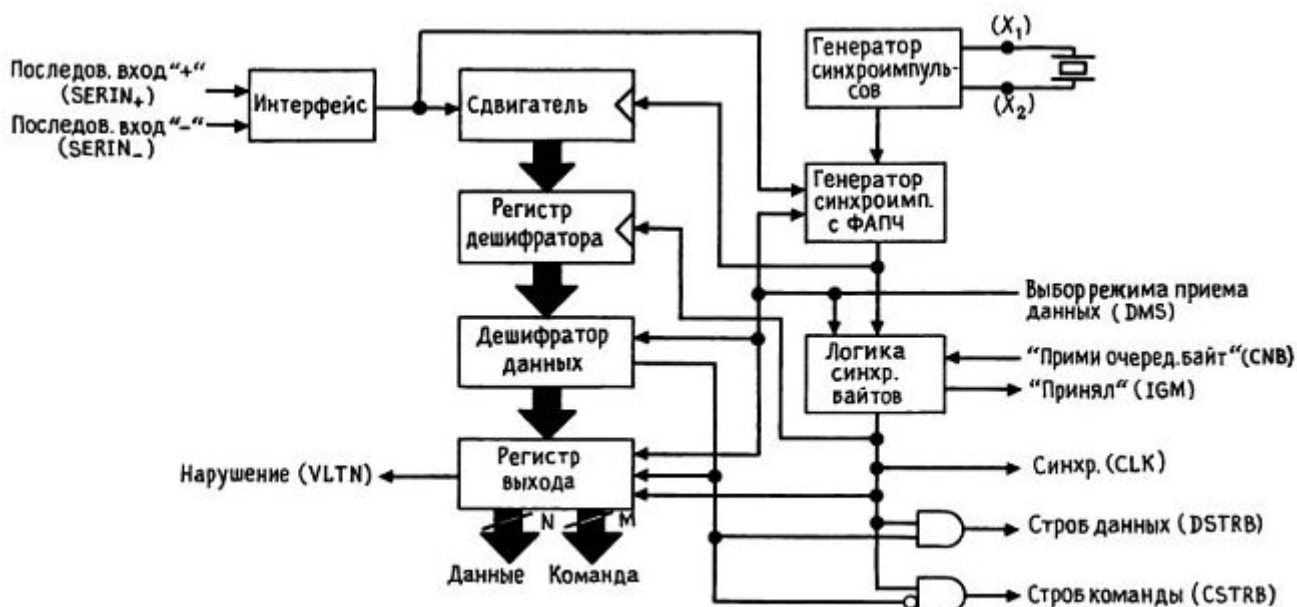 Последов. вход "+"
(SERIN+)
Последов. вход "–"
(SERIN–)
Интерфейс
Сдвигатель
Регистр
дешифратора
Дешифратор
данных
Регистр
выхода
Нарушение (VLTN)
N
M
Данные
Команда
Генератор
синхроимпуль-
сов
(X1)
(X2)
Генератор
синхроимп.
с ФАПЧ
Выбор режима приема
данных (DMS)
Логика
синхр.
байтов
"Прими очеред. байт" (CNB)
"Принял" (IGM)
Синхр. (CLK)
Строб данных (DSTRB)
Строб команды (CSTRB)